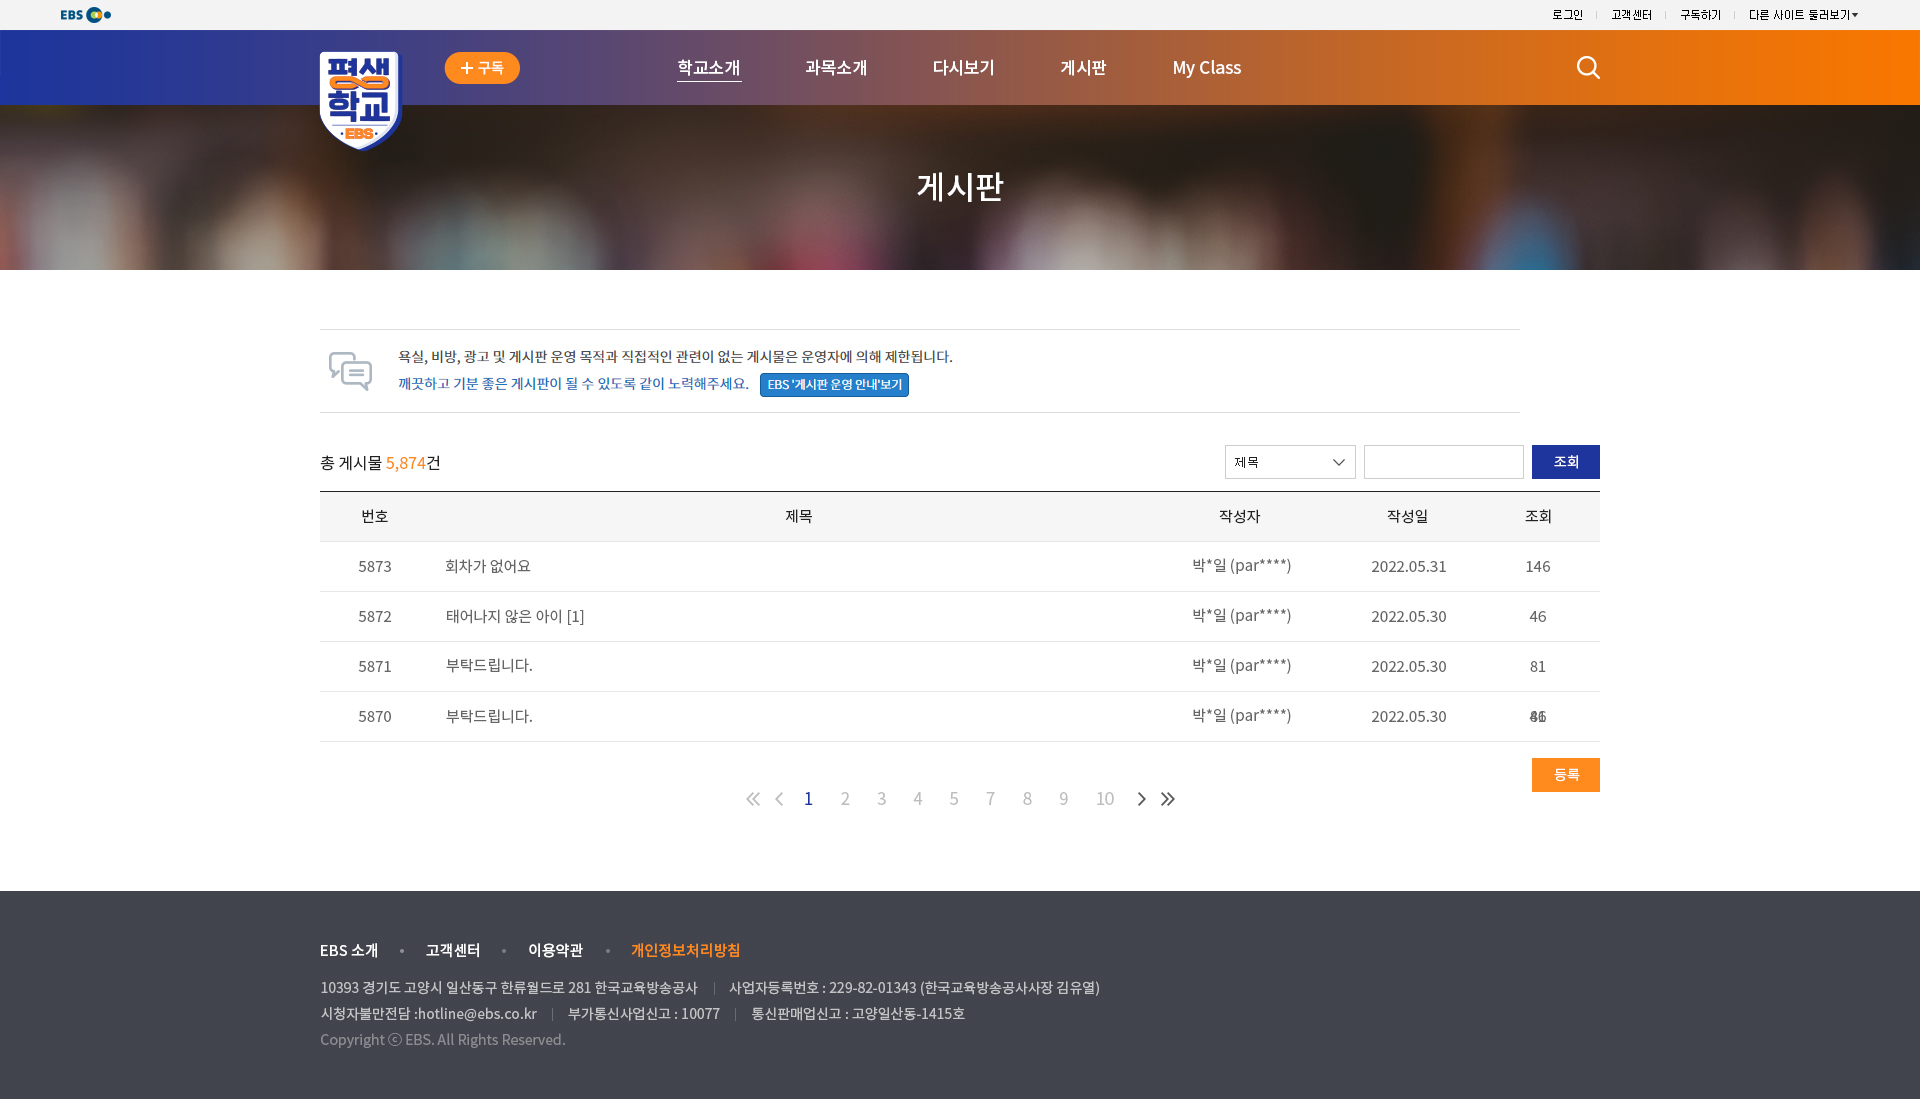 EBS
로그인 고객센터 구독하기 다른 사이트 둘러보기
평생
학교
EBS
+ 구독
학교소개 과목소개 다시보기 게시판 My Class
게시판
욕실, 비방, 광고 및 게시판 운영 목적과 직접적인 관련이 없는 게시물은 운영자에 의해 제한됩니다.
깨끗하고 기분 좋은 게시판이 될 수 있도록 같이 노력해주세요. EBS '게시판 운영 안내'보기
총 게시물 5,874건
제목 조회
번호 제목 작성자 작성일 조회
5873 회차가 없어요 박*일 (par****) 2022.05.31 146
5872 태어나지 않은 아이 [1] 박*일 (par****) 2022.05.30 46
5871 부탁드립니다. 박*일 (par****) 2022.05.30 81
5870 부탁드립니다. 박*일 (par****) 2022.05.30
등록
1 2 3 4 5 7 8 9 10
EBS 소개 • 고객센터 • 이용약관 • 개인정보처리방침
10393 경기도 고양시 일산동구 한류월드로 281 한국교육방송공사 | 사업자등록번호 : 229-82-01343 (한국교육방송공사사장 김유열)
시청자불만전담 :hotline@ebs.co.kr | 부가통신사업신고 : 10077 | 통신판매업신고 : 고양일산동-1415호
Copyright ⓒ EBS. All Rights Reserved.